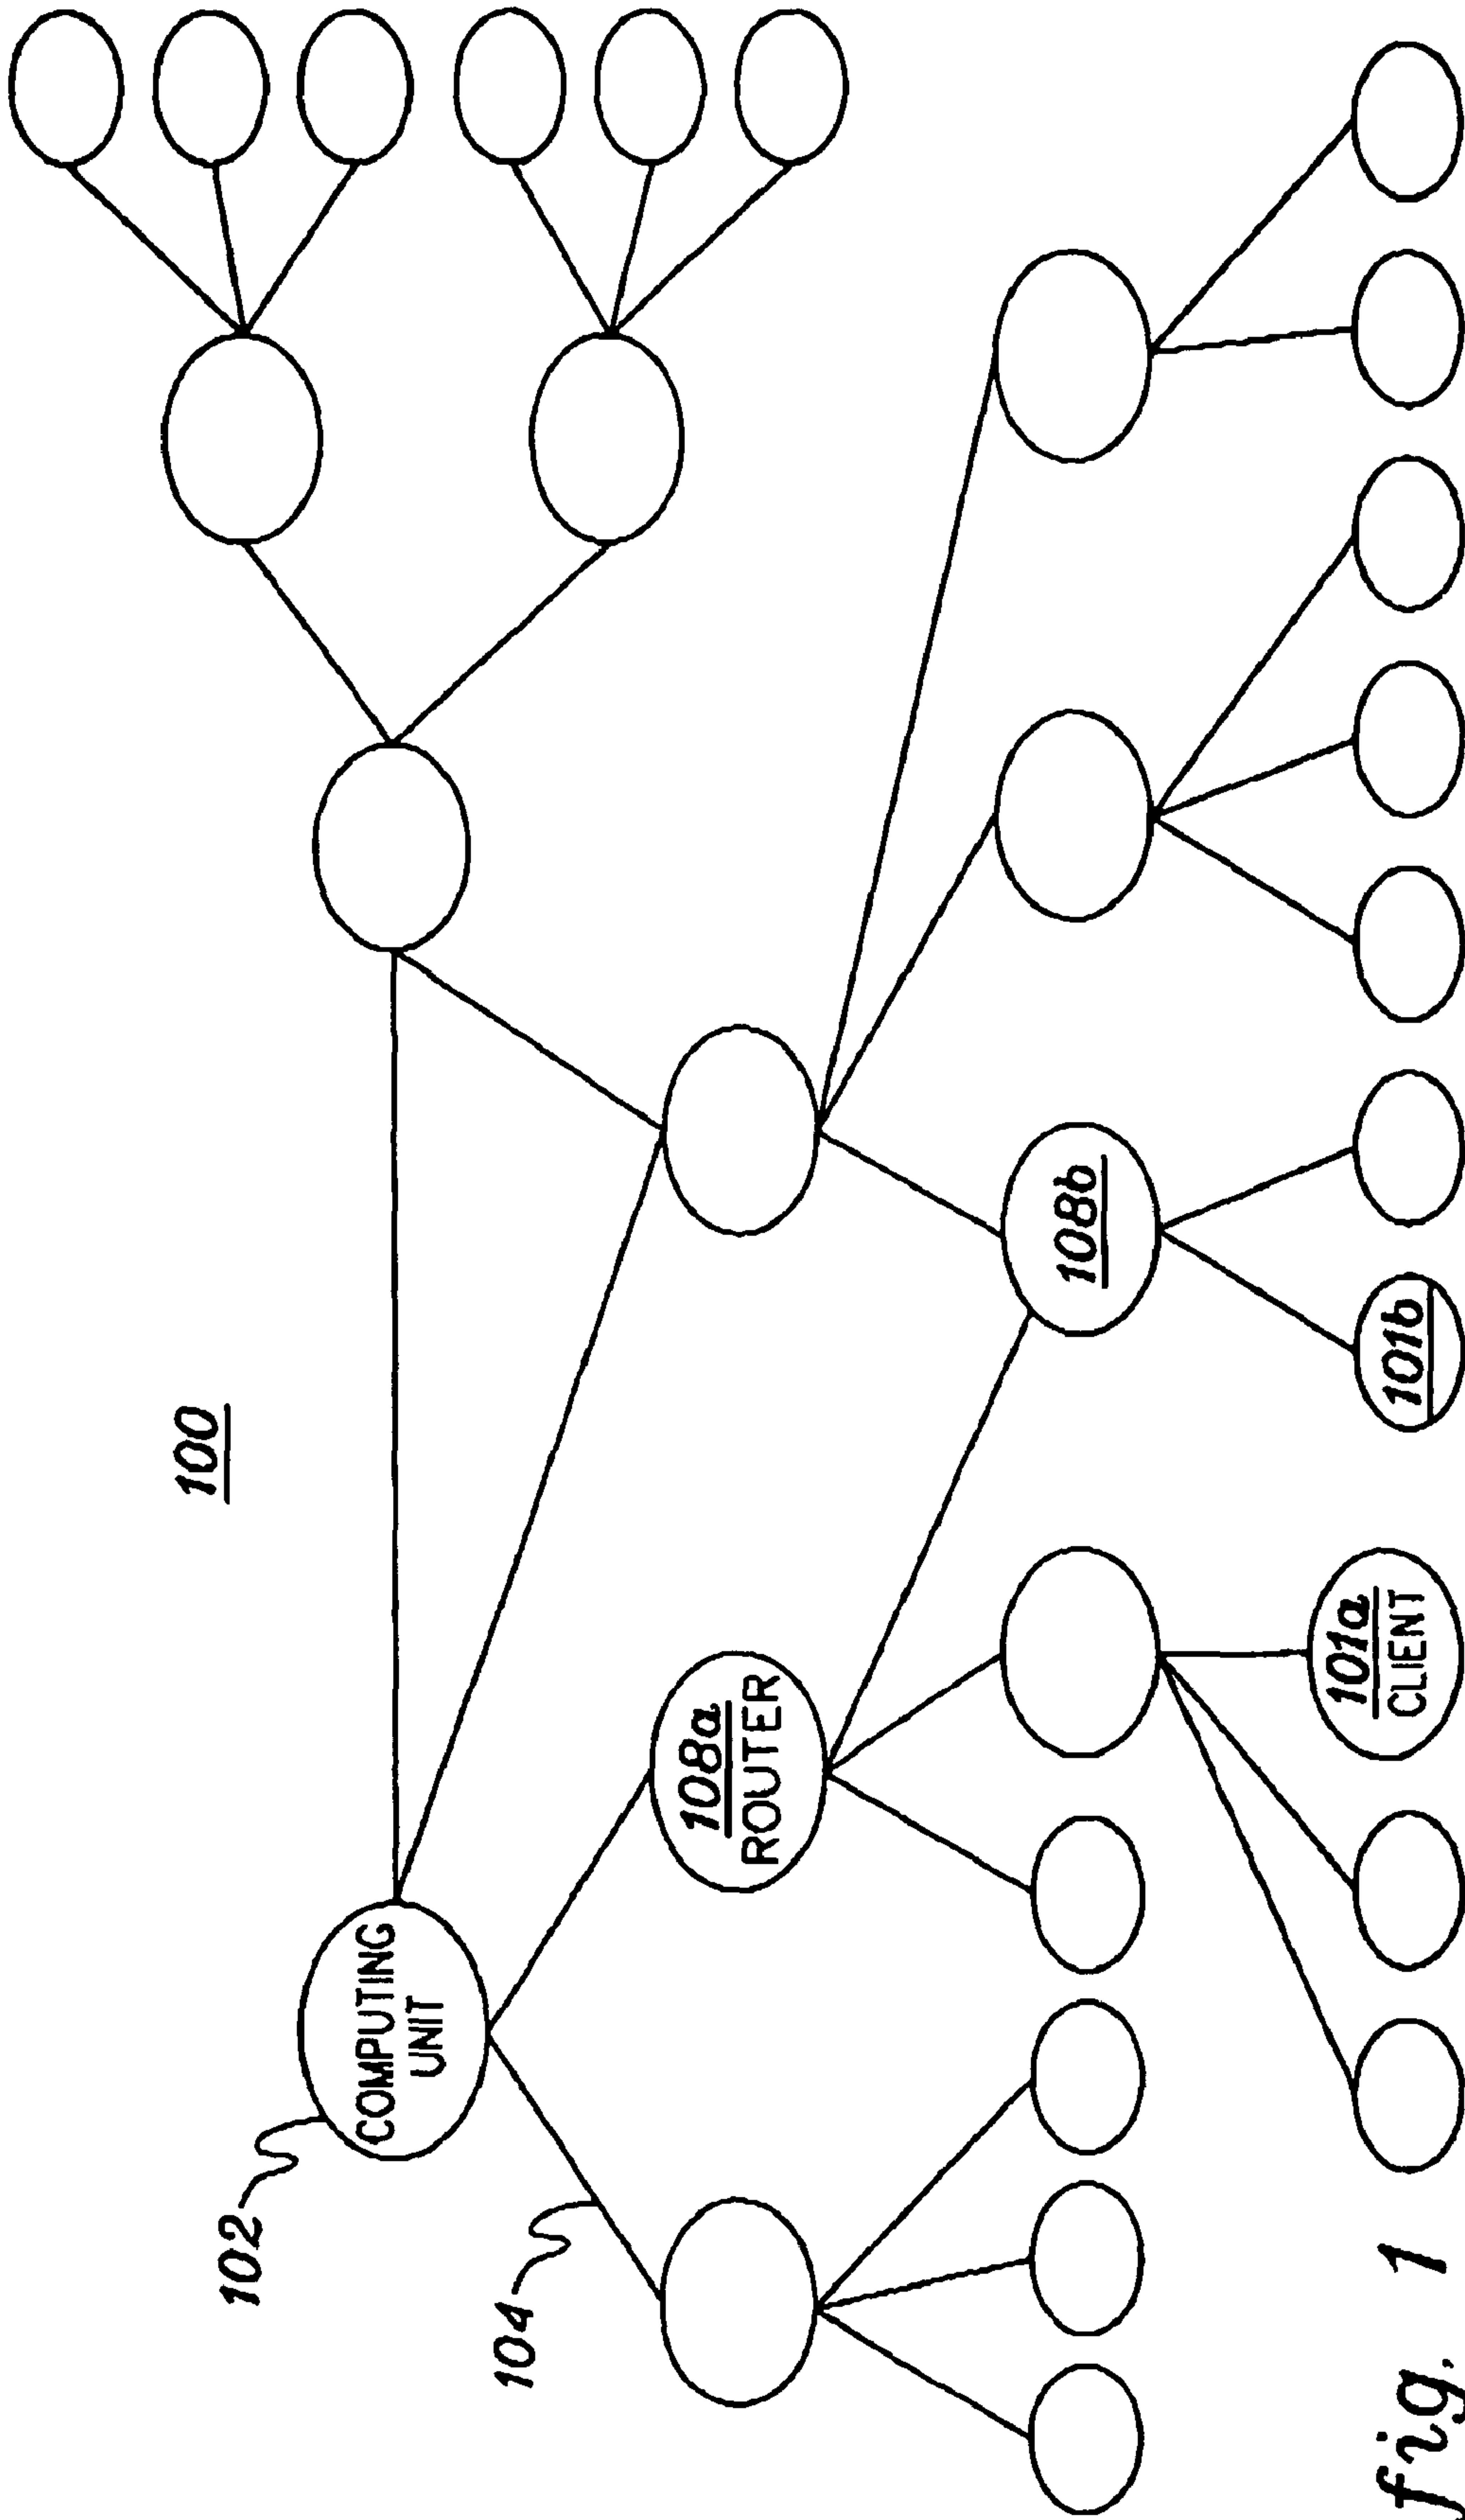 100
102
COMPUTING
UNIT
104
108a
ROUTER
108b
101a
CLIENT
101b
fig. 1